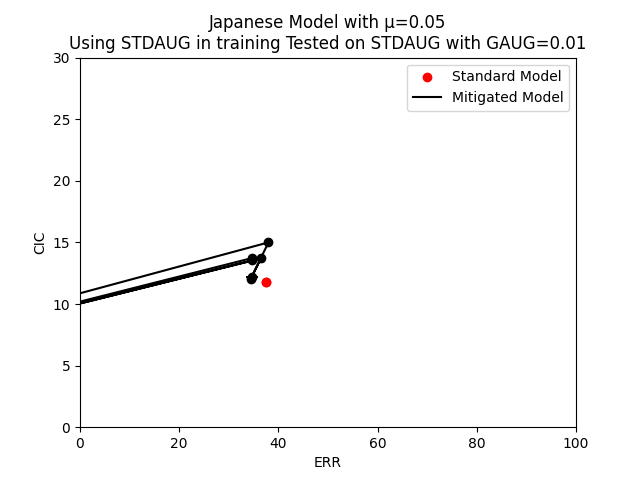 Japanese Model with μ=0.05
Using STDAUG in training Tested on STDAUG with GAUG=0.01
Standard Model
Mitigated Model
30
25
20
15
10
5
0
CIC
0 20 40 60 80 100
ERR